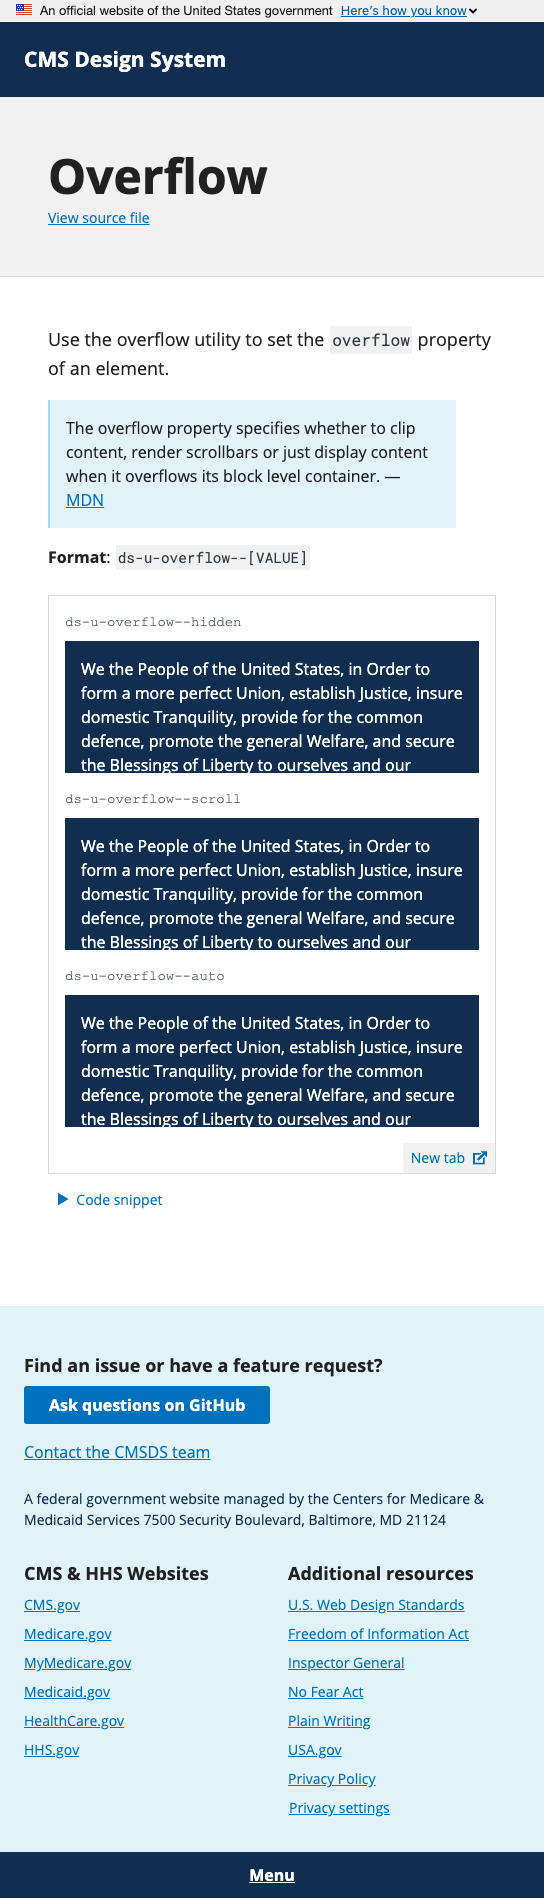 An official website of the United States government Here's how you know
CMS Design System
Overflow
View source file
Use the overflow utility to set the overflow property
of an element.
The overflow property specifies whether to clip
content, render scrollbars or just display content
when it overflows its block level container. —
MDN
Format: ds-u-overflow--[VALUE]
ds-u-overflow--hidden
We the People of the United States, in Order to
form a more perfect Union, establish Justice, insure
domestic Tranquility, provide for the common
defence, promote the general Welfare, and secure
the Blessings of Liberty to ourselves and our
ds-u-overflow--scroll
We the People of the United States, in Order to
form a more perfect Union, establish Justice, insure
domestic Tranquility, provide for the common
defence, promote the general Welfare, and secure
the Blessings of Liberty to ourselves and our
ds-u-overflow--auto
We the People of the United States, in Order to
form a more perfect Union, establish Justice, insure
domestic Tranquility, provide for the common
defence, promote the general Welfare, and secure
the Blessings of Liberty to ourselves and our
New tab
Code snippet
Find an issue or have a feature request?
Ask questions on GitHub
Contact the CMSDS team
A federal government website managed by the Centers for Medicare &
Medicaid Services 7500 Security Boulevard, Baltimore, MD 21124
CMS & HHS Websites
CMS.gov
Medicare.gov
MyMedicare.gov
Medicaid.gov
HealthCare.gov
HHS.gov
Additional resources
U.S. Web Design Standards
Freedom of Information Act
Inspector General
No Fear Act
Plain Writing
USA.gov
Privacy Policy
Privacy settings
Menu